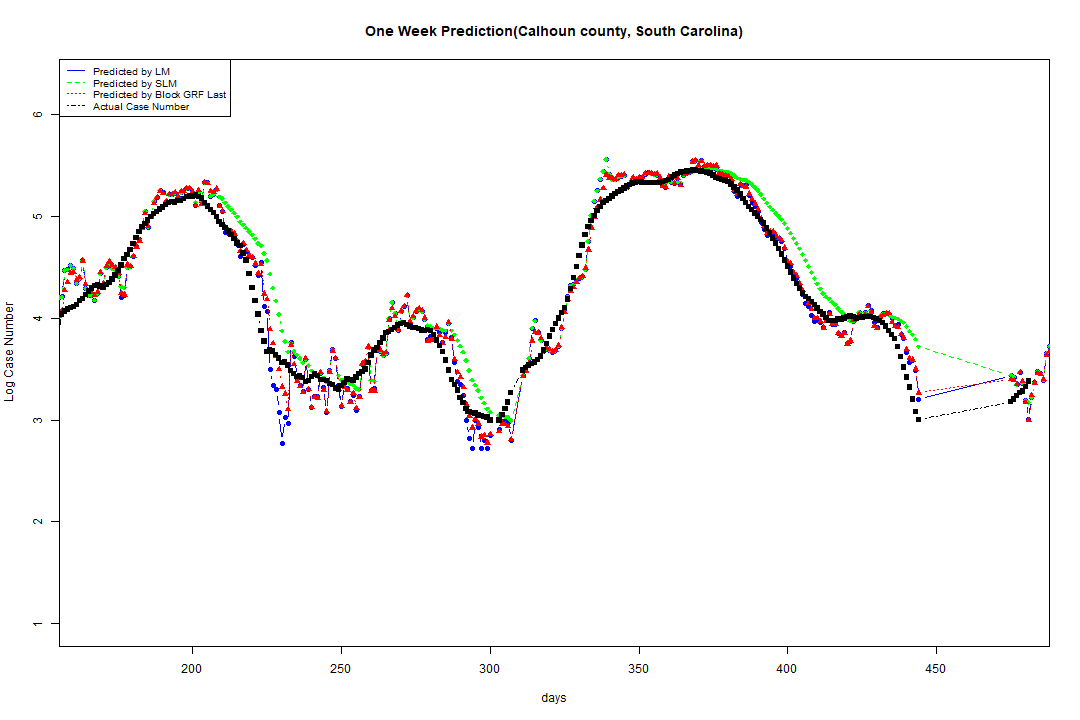 One Week Prediction(Calhoun county, South Carolina)
Predicted by LM
Predicted by SLM
Predicted by Block GRF Last
Actual Case Number
6
5
4
3
2
1
Log Case Number
200 250 300 350 400 450
days